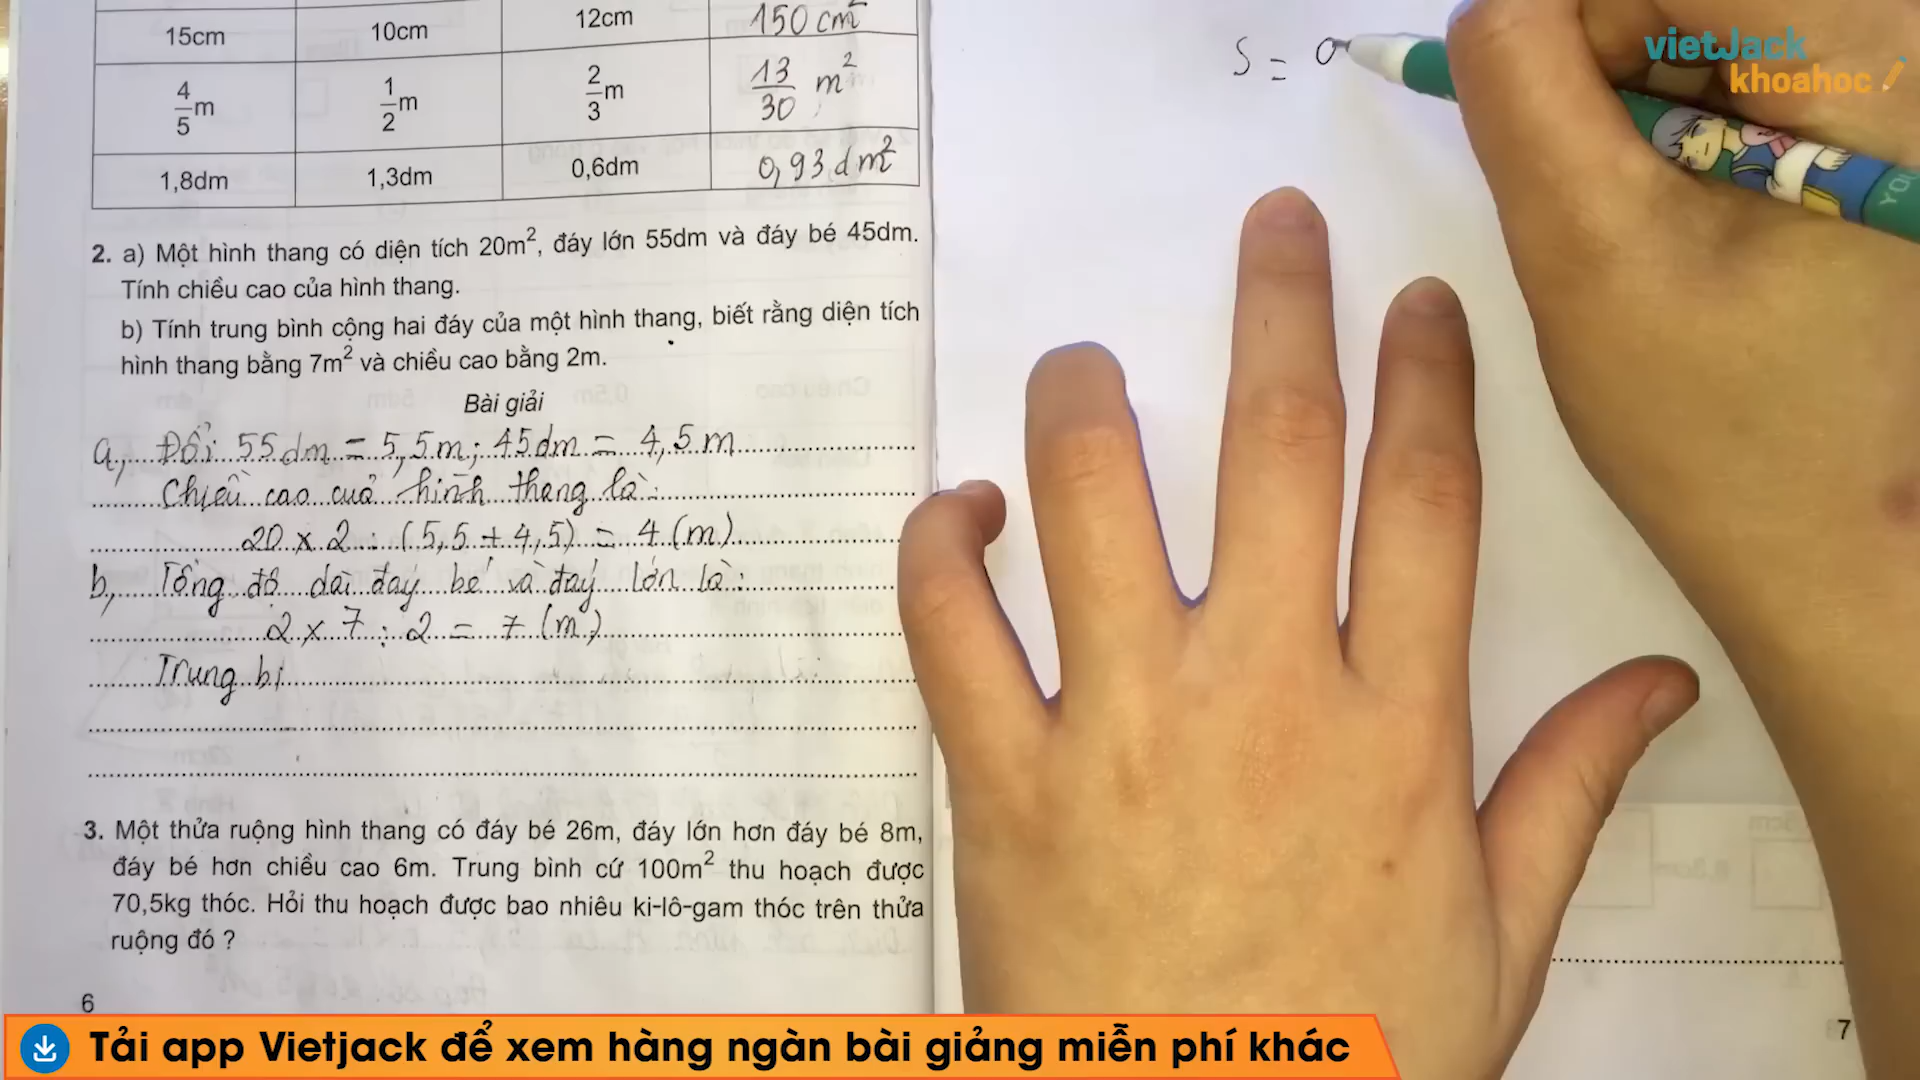 15cm 10cm 12cm 150 cm²
4/5 m 1/2 m 2/3 m 13/30 m²
1,8dm 1,3dm 0,6dm 0,93 dm²
2. a) Một hình thang có diện tích 20m², đáy lớn 55dm và đáy bé 45dm.
Tính chiều cao của hình thang.
b) Tính trung bình cộng hai đáy của một hình thang, biết rằng diện tích
hình thang bằng 7m² và chiều cao bằng 2m.
Bài giải
a, Đổi 55dm = 5,5m; 45dm = 4,5m
Chiều cao của hình thang là:
20 x 2 : (5,5 + 4,5) = 4 (m)
b, Tổng độ dài đáy bé và đáy lớn là:
2 x 7 : 2 = 7 (m)
Trung bì
3. Một thửa ruộng hình thang có đáy bé 26m, đáy lớn hơn đáy bé 8m,
đáy bé hơn chiều cao 6m. Trung bình cứ 100m² thu hoạch được
70,5kg thóc. Hỏi thu hoạch được bao nhiêu ki-lô-gam thóc trên thửa
ruộng đó ?
6
S =
vietJack
khoahoc
YOU
7
Tải app Vietjack để xem hàng ngàn bài giảng miễn phí khác